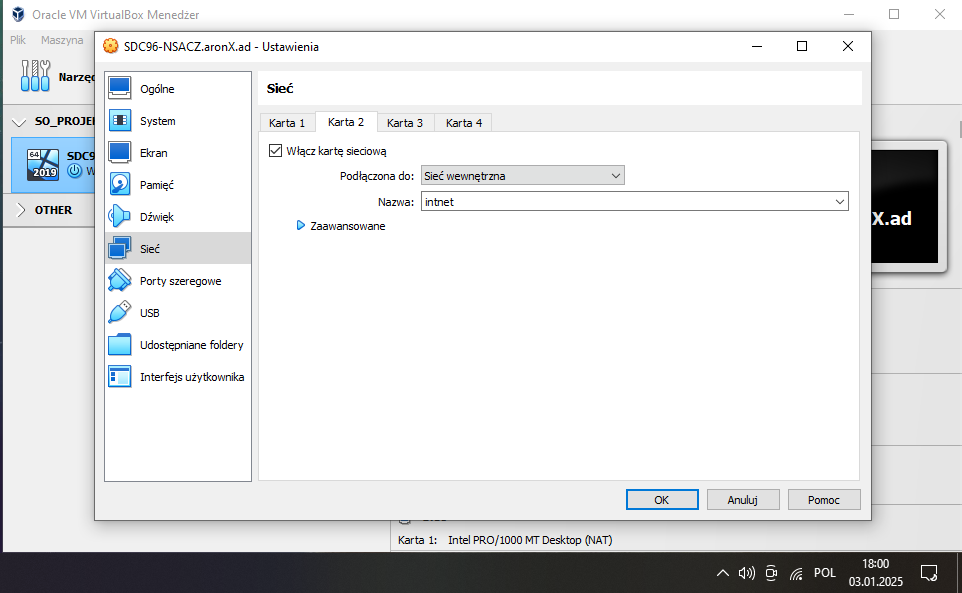 Oracle VM VirtualBox Menedżer
Plik Maszyna
SDC96-NSACZ.aronX.ad - Ustawienia
Narzęd
SO_PROJE
64
2019
SDC9
W
OTHER
Ogólne
System
Ekran
Pamięć
Dźwięk
Sieć
Porty szeregowe
USB
Udostępniane foldery
Interfejs użytkownika
Sieć
Karta 1 Karta 2 Karta 3 Karta 4
Włącz kartę sieciową
Podłączona do: Sieć wewnętrzna
Nazwa: intnet
Zaawansowane
X.ad
OK Anuluj Pomoc
Karta 1: Intel PRO/1000 MT Desktop (NAT)
POL
18:00
03.01.2025